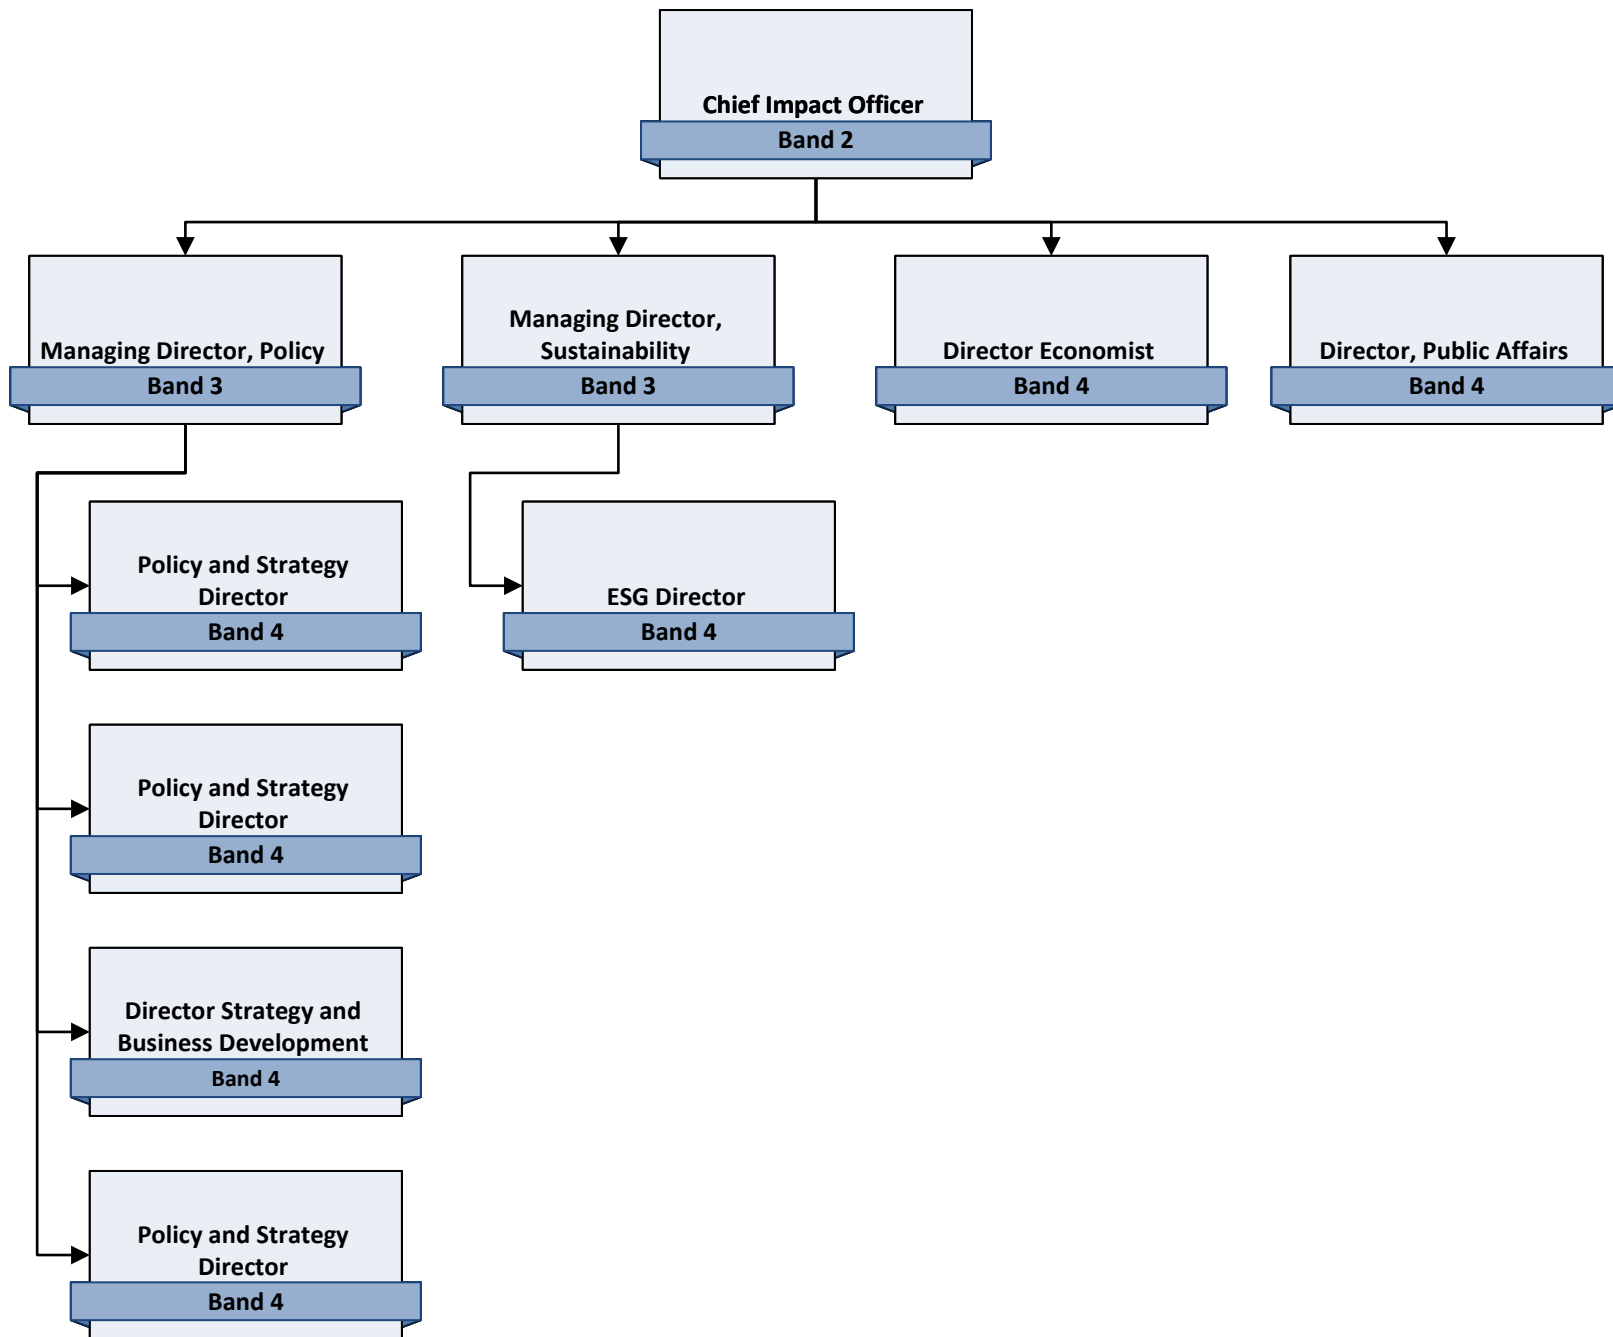 Chief Impact Officer
Band 2
Managing Director, Policy
Band 3
Managing Director,
Sustainability
Band 3
Director Economist
Band 4
Director, Public Affairs
Band 4
Policy and Strategy
Director
Band 4
ESG Director
Band 4
Policy and Strategy
Director
Band 4
Director Strategy and
Business Development
Band 4
Policy and Strategy
Director
Band 4